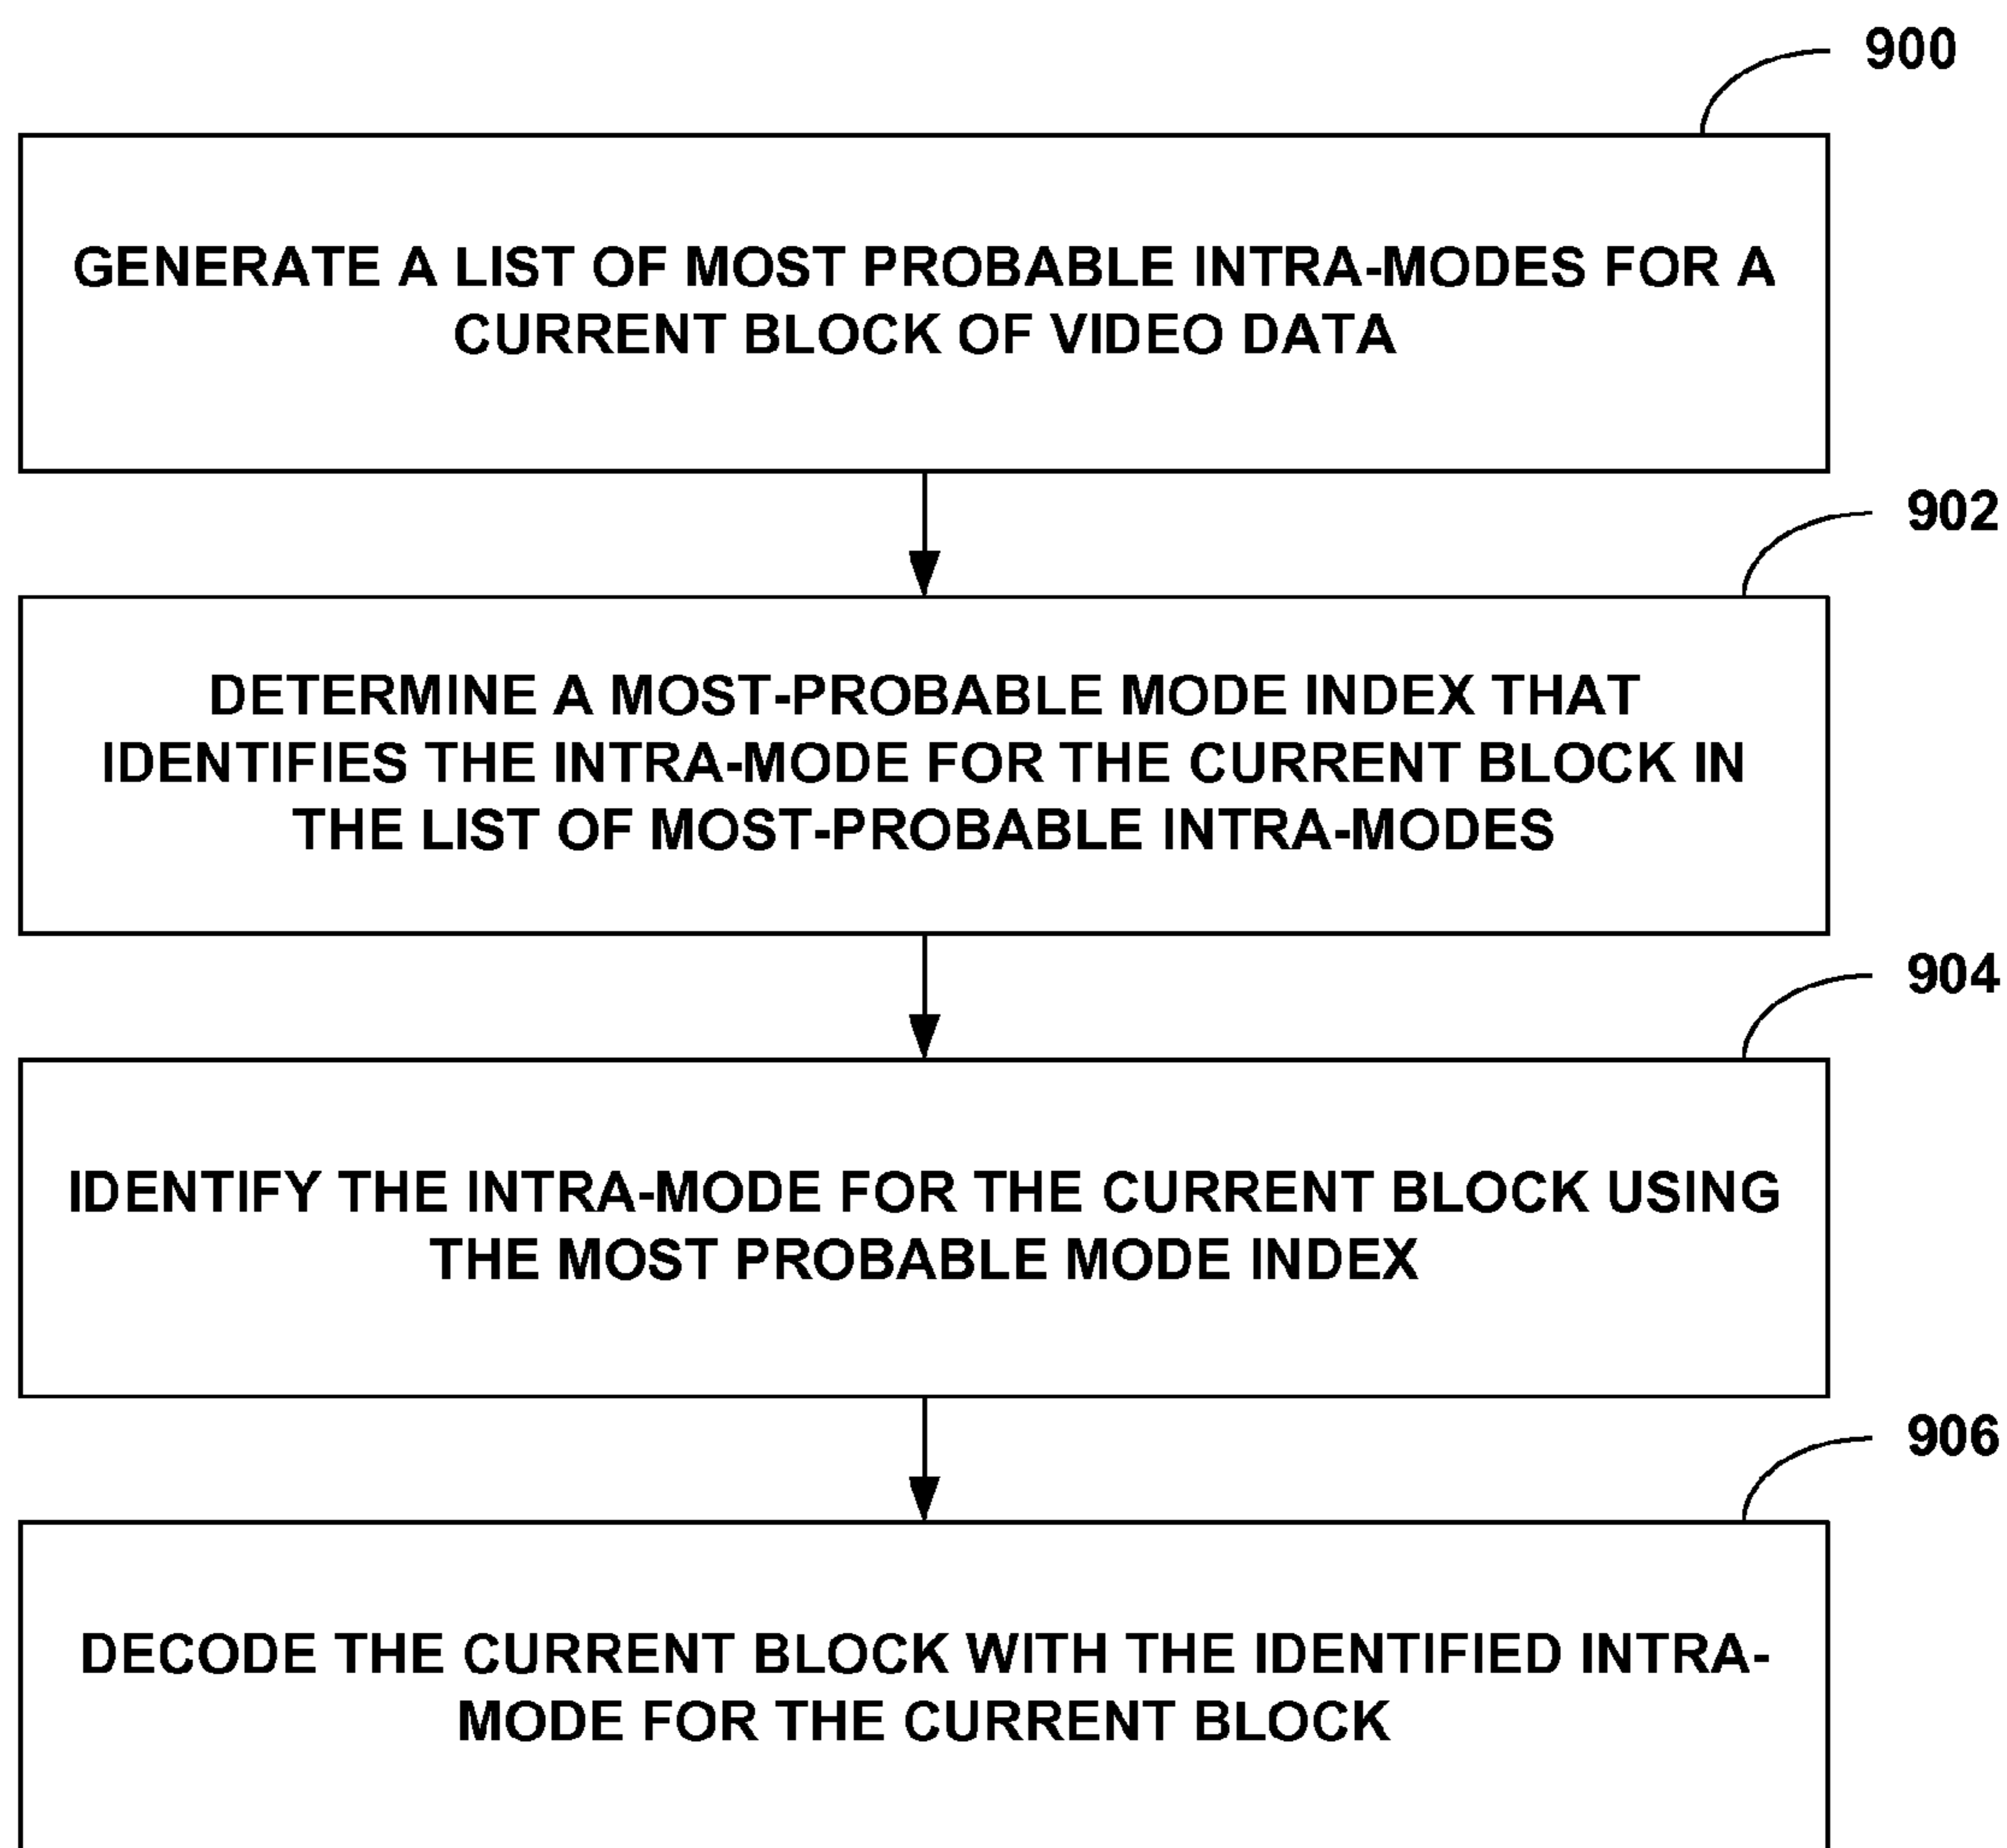 900
GENERATE A LIST OF MOST PROBABLE INTRA-MODES FOR A
CURRENT BLOCK OF VIDEO DATA
902
DETERMINE A MOST-PROBABLE MODE INDEX THAT
IDENTIFIES THE INTRA-MODE FOR THE CURRENT BLOCK IN
THE LIST OF MOST-PROBABLE INTRA-MODES
904
IDENTIFY THE INTRA-MODE FOR THE CURRENT BLOCK USING
THE MOST PROBABLE MODE INDEX
906
DECODE THE CURRENT BLOCK WITH THE IDENTIFIED INTRA-
MODE FOR THE CURRENT BLOCK